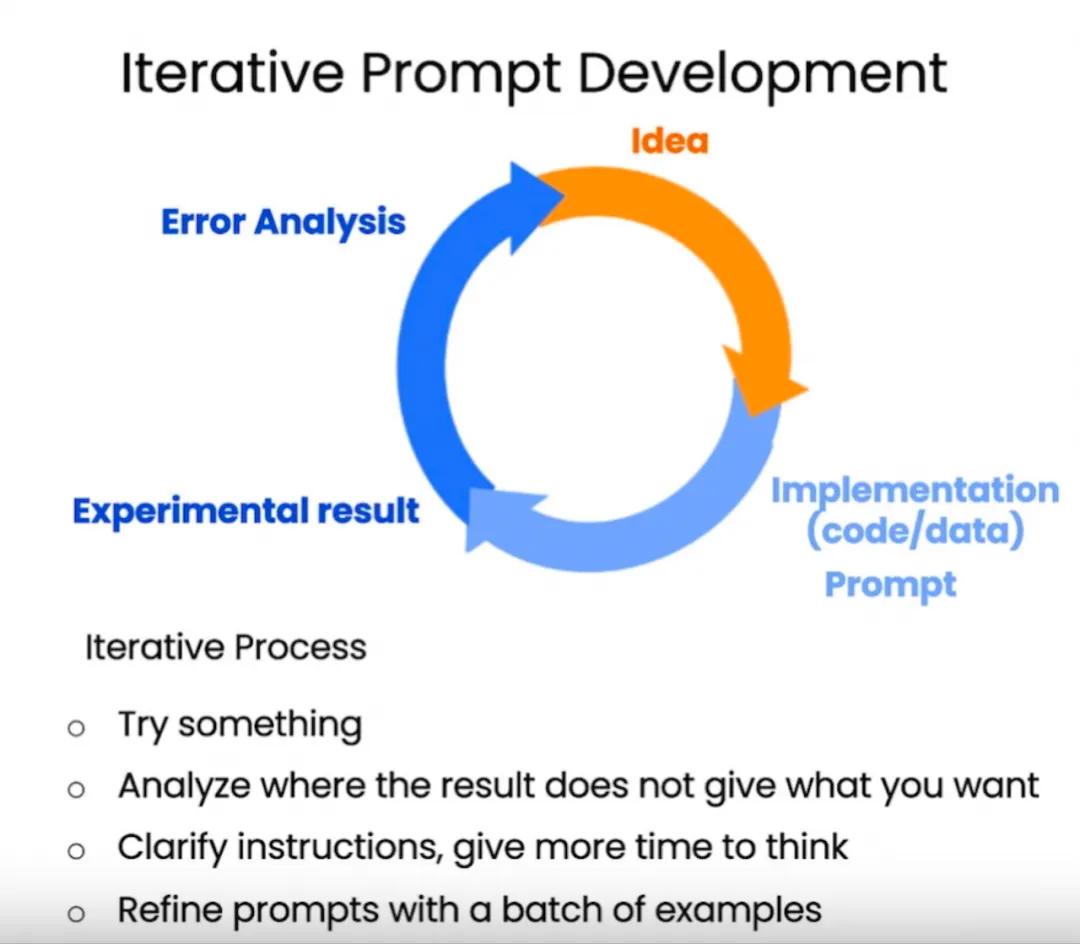 Iterative Prompt Development
Idea
Error Analysis
Experimental result
Implementation
(code/data)
Prompt
Iterative Process
Try something
Analyze where the result does not give what you want
Clarify instructions, give more time to think
Refine prompts with a batch of examples